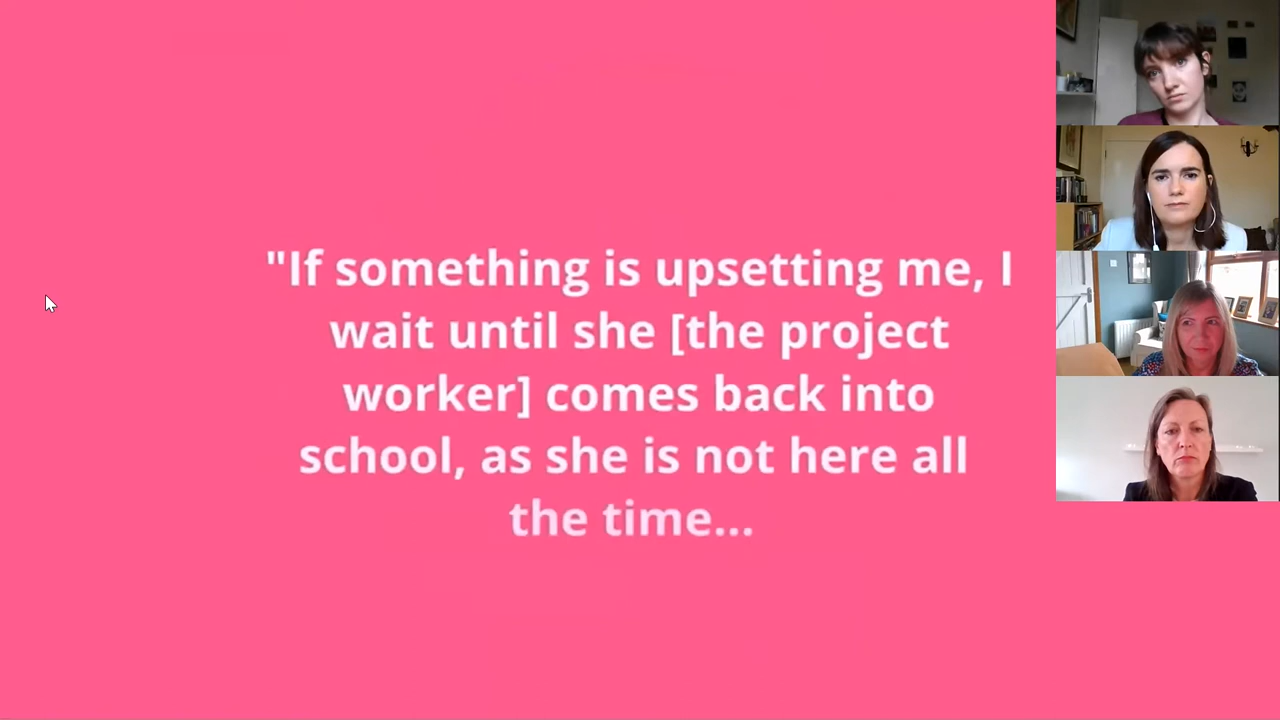 "If something is upsetting me, I
wait until she [the project
worker] comes back into
school, as she is not here all
the time...